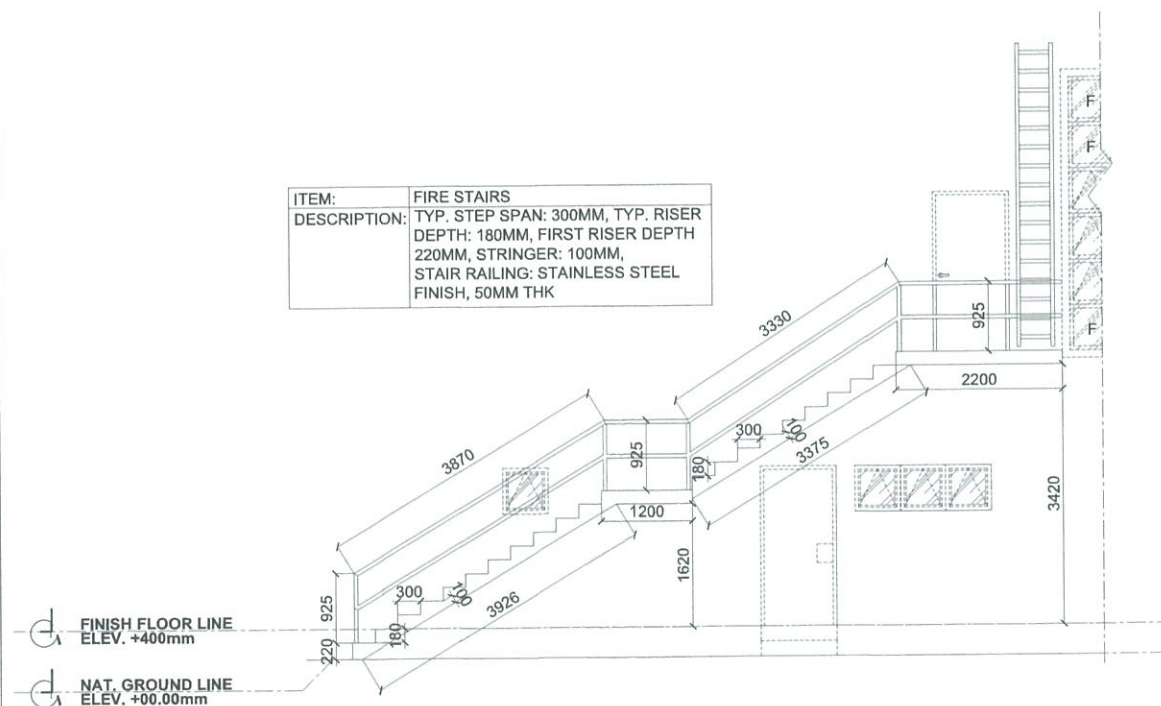 ITEM: FIRE STAIRS
DESCRIPTION: TYP. STEP SPAN: 300MM, TYP. RISER
DEPTH: 180MM, FIRST RISER DEPTH
220MM, STRINGER: 100MM,
STAIR RAILING: STAINLESS STEEL
FINISH, 50MM THK
F
F
F
3330
925
2200
3870
925
300
100
180
3375
1200
3420
1620
925
300
100
3926
180
220
FINISH FLOOR LINE
ELEV. +400mm
NAT. GROUND LINE
ELEV. +00.00mm